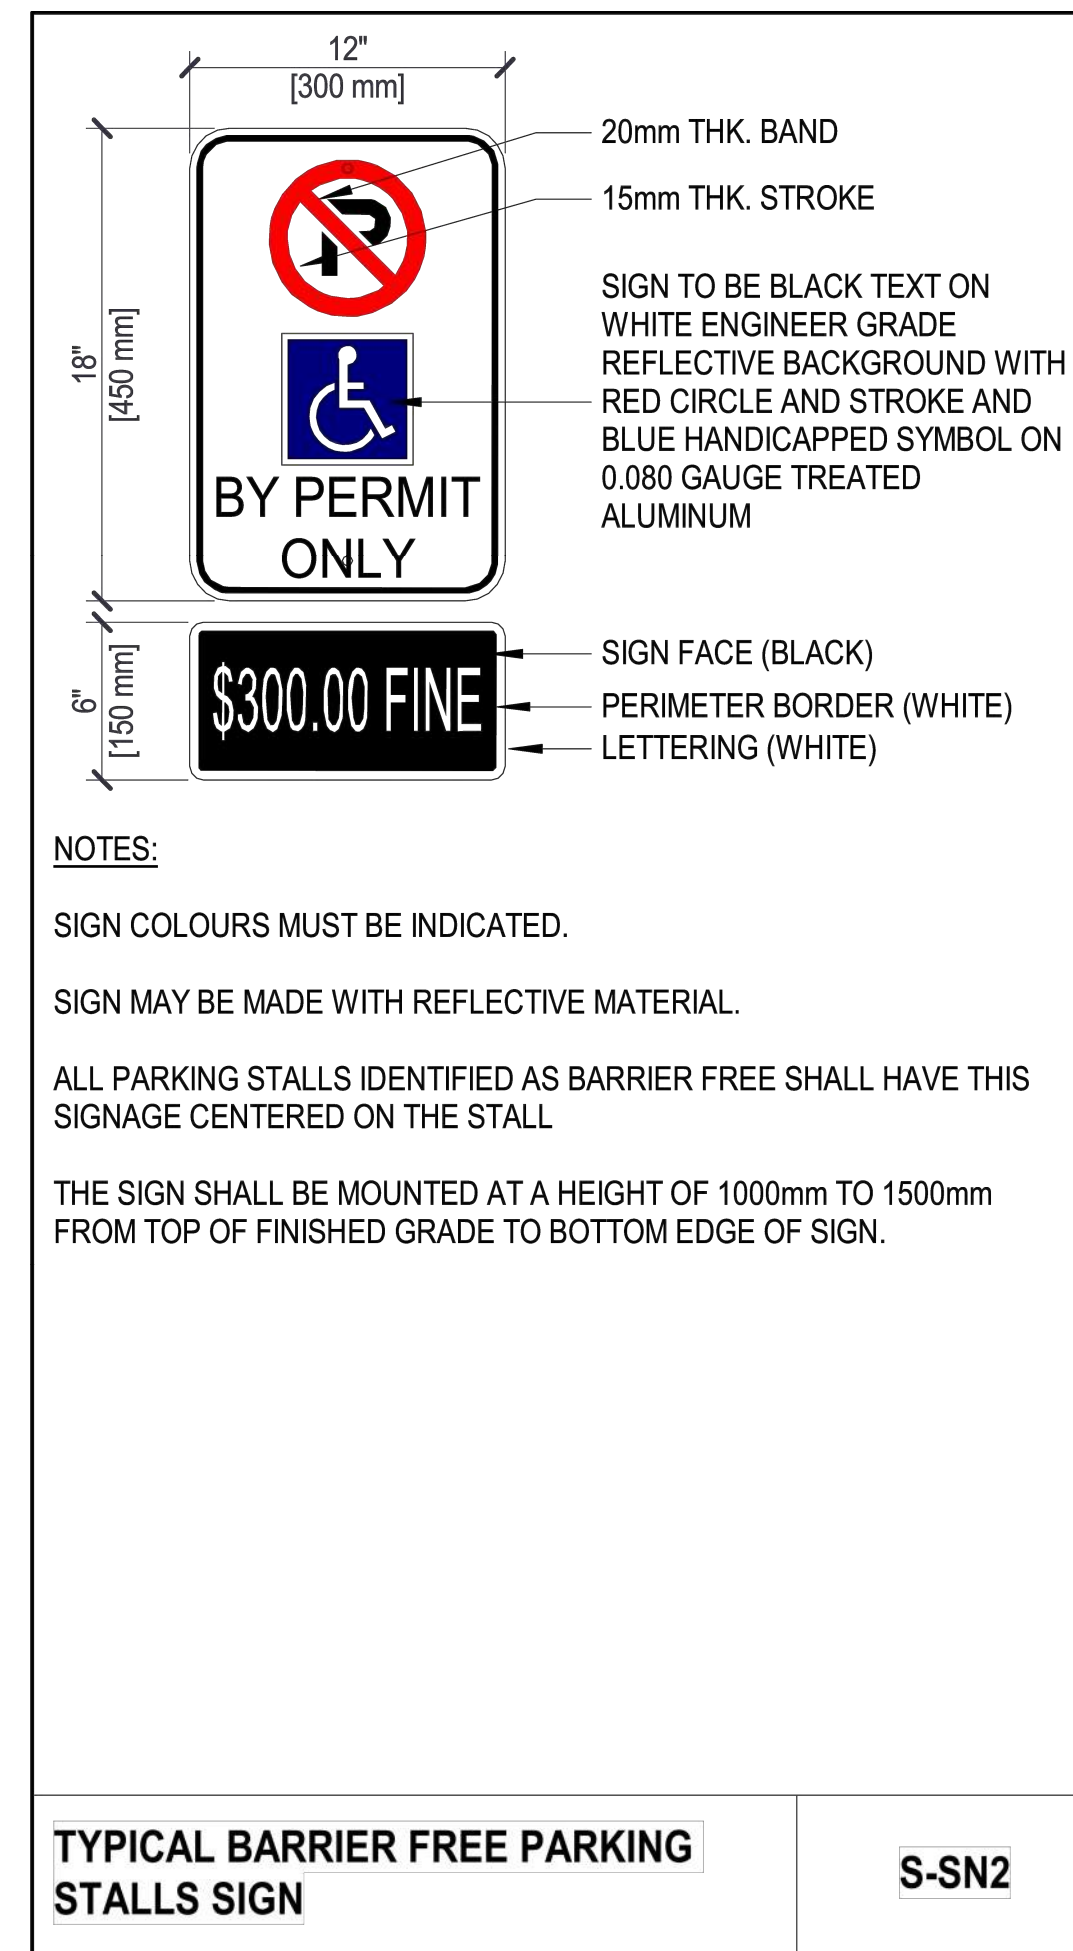 12"
[300 mm]
20mm THK. BAND
15mm THK. STROKE
18"
[450 mm]
P
SIGN TO BE BLACK TEXT ON
WHITE ENGINEER GRADE
REFLECTIVE BACKGROUND WITH
RED CIRCLE AND STROKE AND
BLUE HANDICAPPED SYMBOL ON
0.080 GAUGE TREATED
ALUMINUM
BY PERMIT
ONLY
6"
[150 mm]
$300.00 FINE
SIGN FACE (BLACK)
PERIMETER BORDER (WHITE)
LETTERING (WHITE)
NOTES:
SIGN COLOURS MUST BE INDICATED.
SIGN MAY BE MADE WITH REFLECTIVE MATERIAL.
ALL PARKING STALLS IDENTIFIED AS BARRIER FREE SHALL HAVE THIS
SIGNAGE CENTERED ON THE STALL
THE SIGN SHALL BE MOUNTED AT A HEIGHT OF 1000mm TO 1500mm
FROM TOP OF FINISHED GRADE TO BOTTOM EDGE OF SIGN.
TYPICAL BARRIER FREE PARKING
STALLS SIGN
S-SN2